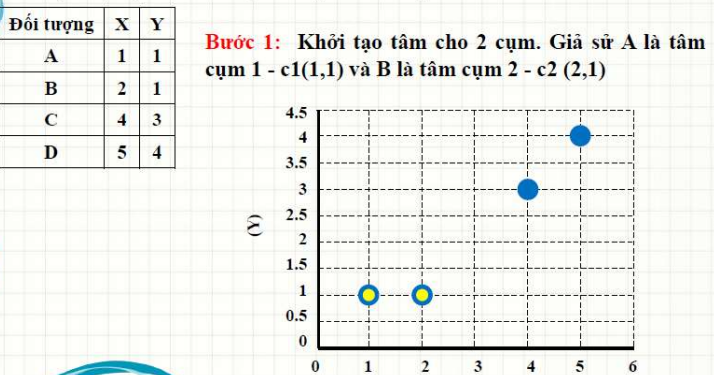 Đối tượng X Y
A 1 1
B 2 1
C 4 3
D 5 4
Bước 1: Khởi tạo tâm cho 2 cụm. Giả sử A là tâm
cụm 1 - c1(1,1) và B là tâm cụm 2 - c2 (2,1)
4.5
4
3.5
3
2.5
2
1.5
1
0.5
0
(Y)
0 1 2 3 4 5 6